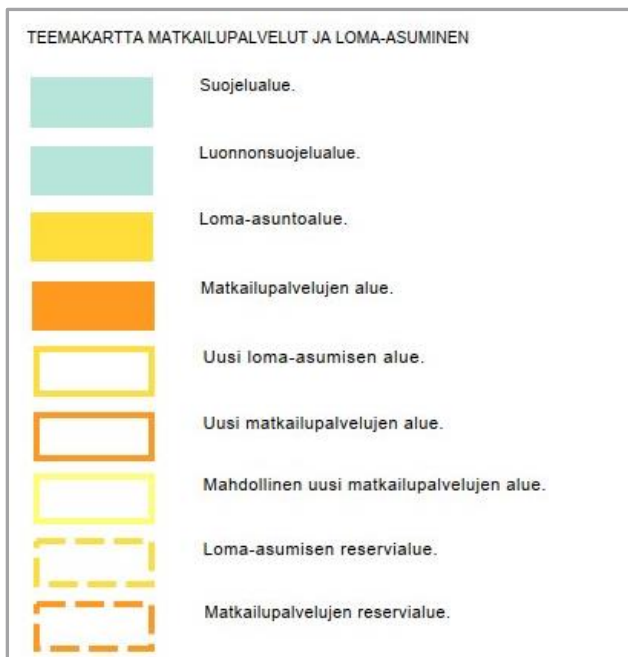 TEEMAKARTTA MATKAILUPALVELUT JA LOMA-ASUMINEN
Suojelualue.
Luonnonsuojelualue.
Loma-asuntoalue.
Matkailupalvelujen alue.
Uusi loma-asumisen alue.
Uusi matkailupalvelujen alue.
Mahdollinen uusi matkailupalvelujen alue.
Loma-asumisen reservialue.
Matkailupalvelujen reservialue.